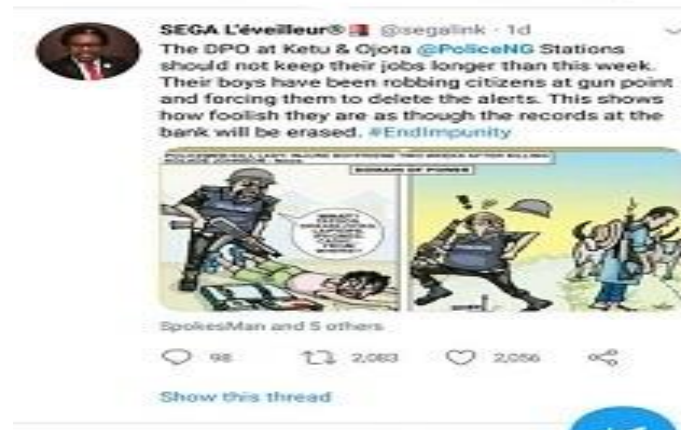 SEGA L'éveilleur® @segalink · 1d
The DPO at Ketu & Ojota @PoliceNG Stations
should not keep their jobs longer than this week.
Their boys have been robbing citizens at gun point
and forcing them to delete the alerts. This shows
how foolish they are as though the records at the
bank will be erased. #EndImpunity
DOMAIN OF POWER
WHAT?
SpokesMan and 5 others
98 2,083 2,056
Show this thread